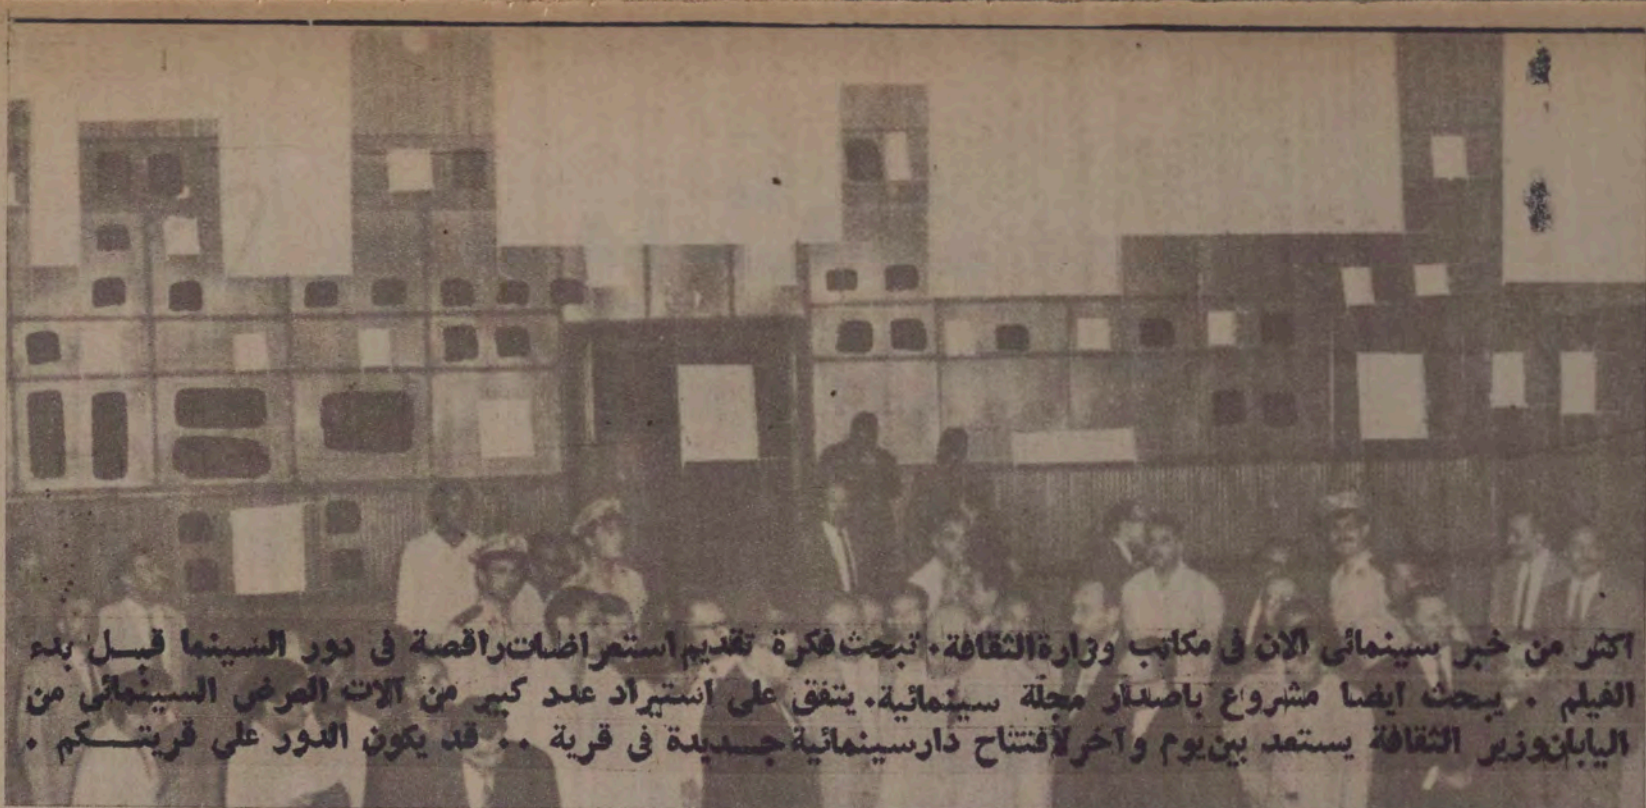 اكثر من خبر سينمائى الان فى مكاتب وزارة الثقافة . تبحث فكرة تقديم استعراضات راقصة فى دور السينما قبل بدء
الفيلم . يبحث ايضا مشروع باصدار مجلة سينمائية . يتفق على استيراد عدد كبير من آلات العرض السينمائى من
اليابان وزير الثقافة يستعد بين يوم وآخر لافتتاح دار سينمائية جديدة فى قرية .. قد يكون الدور على قريتكم .